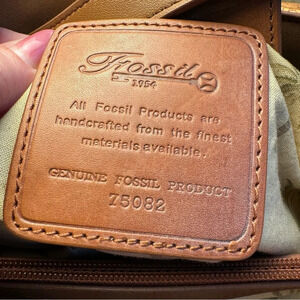 Fossil
1954
All Fossil Products are
handcrafted from the finest
materials available.
GENUINE FOSSIL PRODUCT
75082